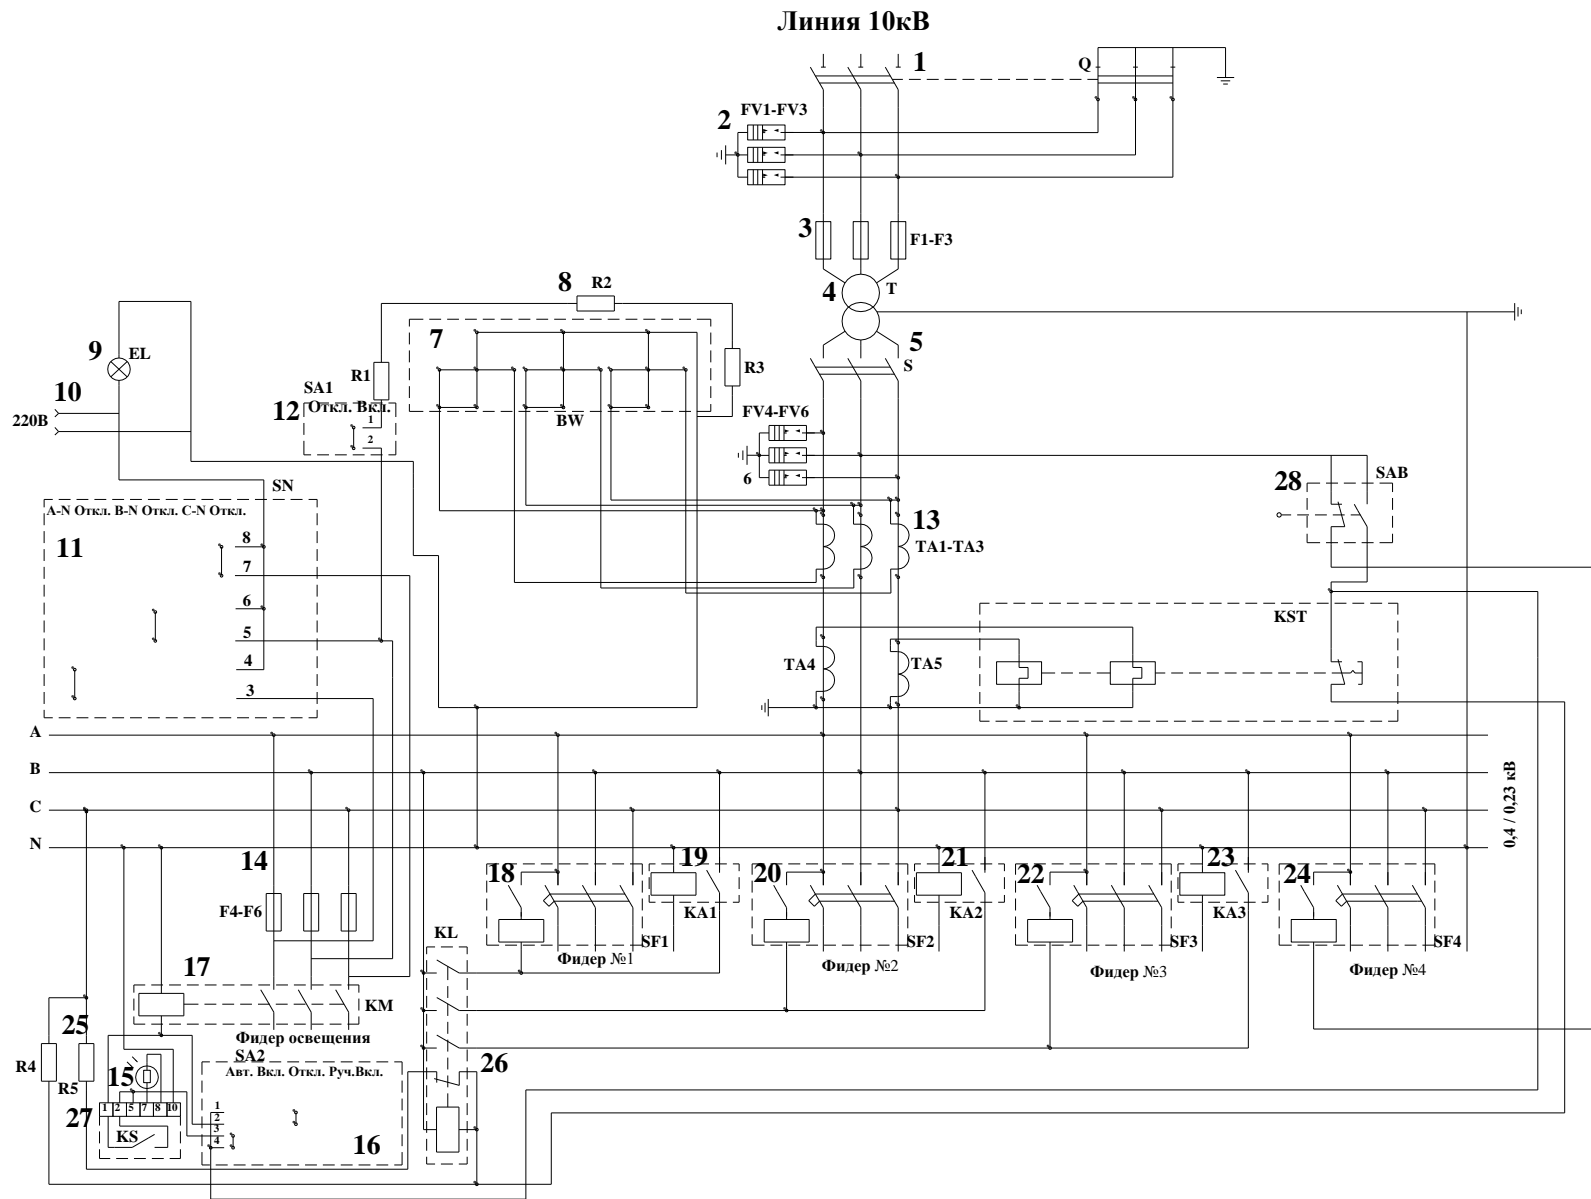 Линия 10кВ
1
Q
FV1-FV3
2
3
F1-F3
4
T
5
S
8
R2
7
R1
R3
BW
9
EL
10
220В
SA1
Откл. Вкл.
12
1
2
FV4-FV6
6
13
TA1-TA3
28
SAB
SN
A-N Откл. B-N Откл. C-N Откл.
11
8
7
6
5
4
3
TA4
TA5
KST
A
B
C
N
0,4 / 0,23 кВ
14
F4-F6
17
KM
Фидер освещения
18
SF1
Фидер №1
19
KA1
20
SF2
Фидер №2
21
KA2
22
SF3
Фидер №3
23
KA3
24
SF4
Фидер №4
KL
26
25
R4
R5
15
27
1 2 5 7 8 10
KS
SA2
Авт. Вкл. Откл. Руч.Вкл.
1
2
3
4
16